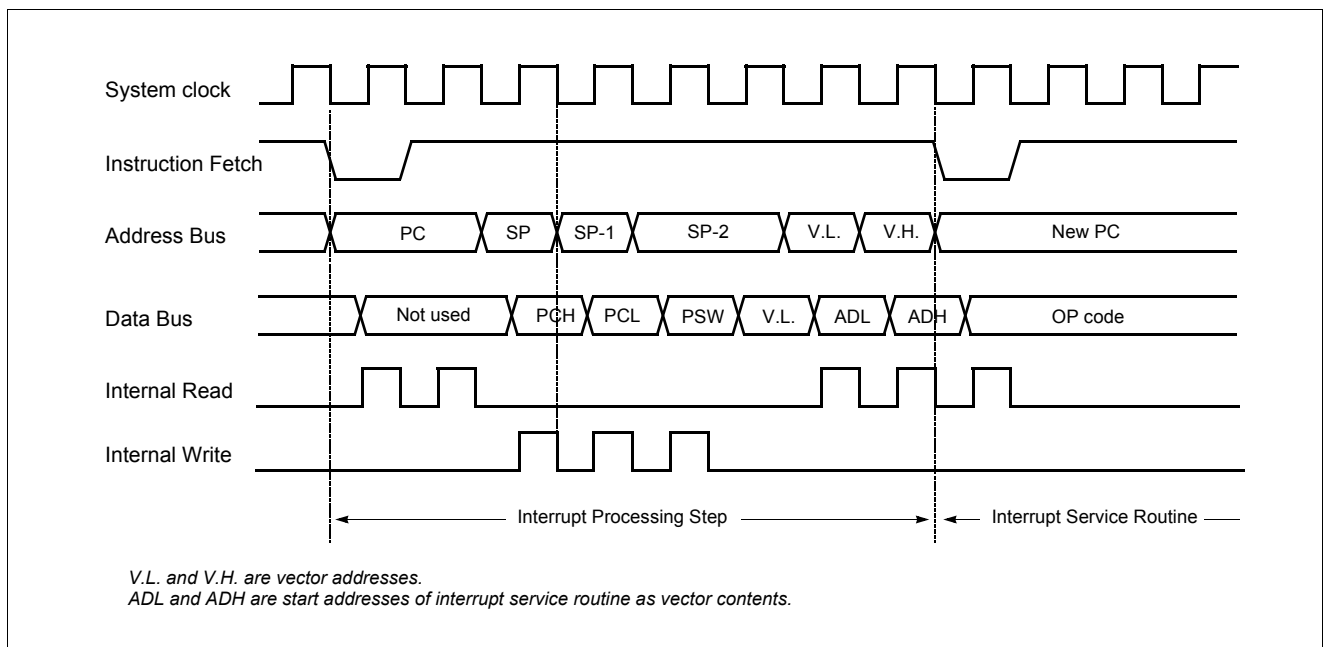 System clock
Instruction Fetch
Address Bus PC SP SP-1 SP-2 V.L. V.H. New PC
Data Bus Not used PCH PCL PSW V.L. ADL ADH OP code
Internal Read
Internal Write
Interrupt Processing Step Interrupt Service Routine
V.L. and V.H. are vector addresses.
ADL and ADH are start addresses of interrupt service routine as vector contents.